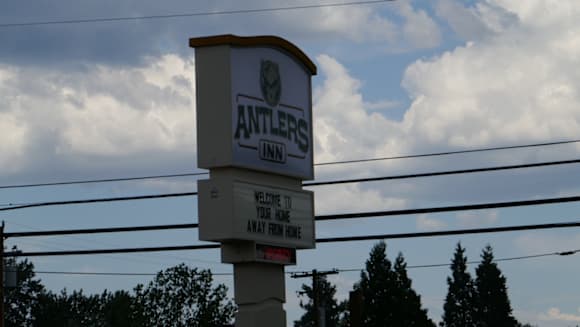 ANTLERS
INN
WELCOME TO
YOUR HOME
AWAY FROM HOME